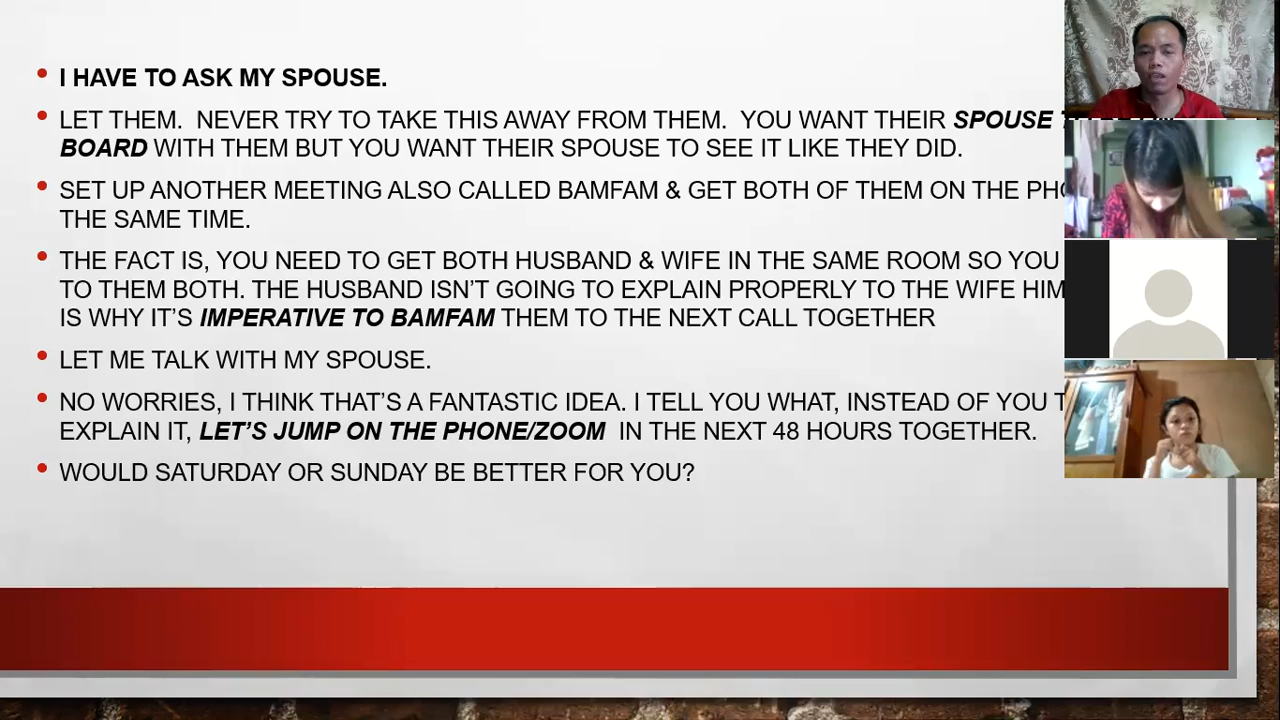 I HAVE TO ASK MY SPOUSE.
LET THEM. NEVER TRY TO TAKE THIS AWAY FROM THEM. YOU WANT THEIR SPOUSE
BOARD WITH THEM BUT YOU WANT THEIR SPOUSE TO SEE IT LIKE THEY DID.
SET UP ANOTHER MEETING ALSO CALLED BAMFAM & GET BOTH OF THEM ON THE
THE SAME TIME.
THE FACT IS, YOU NEED TO GET BOTH HUSBAND & WIFE IN THE SAME ROOM SO YOU
TO THEM BOTH. THE HUSBAND ISN'T GOING TO EXPLAIN PROPERLY TO THE WIFE
IS WHY IT'S IMPERATIVE TO BAMFAM THEM TO THE NEXT CALL TOGETHER
LET ME TALK WITH MY SPOUSE.
NO WORRIES, I THINK THAT'S A FANTASTIC IDEA. I TELL YOU WHAT, INSTEAD OF YOU
EXPLAIN IT, LET'S JUMP ON THE PHONE/ZOOM IN THE NEXT 48 HOURS TOGETHER.
WOULD SATURDAY OR SUNDAY BE BETTER FOR YOU?